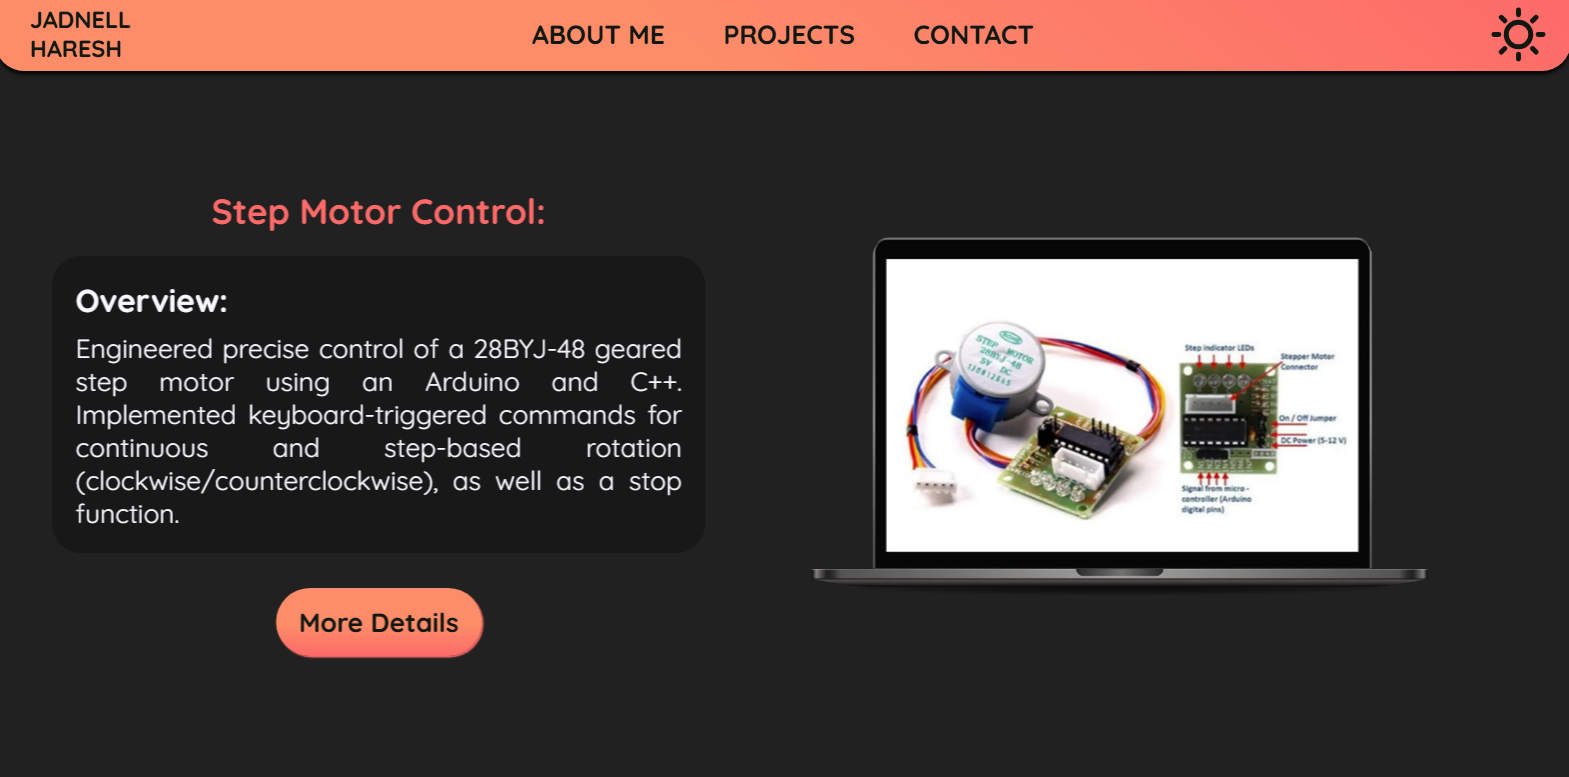 JADNELL
HARESH
ABOUT ME
PROJECTS
CONTACT
Step Motor Control:
Overview:
Engineered precise control of a 28BYJ-48 geared
step motor using an Arduino and C++.
Implemented keyboard-triggered commands for
continuous and step-based rotation
(clockwise/counterclockwise), as well as a stop
function.
More Details
STEP MOTOR
28BYJ-48
5V DC
Step indicator LEDs
Stepper Motor
Connector
On / Off Jumper
DC Power (5-12 V)
Signal from micro -
controller (Arduino
digital pins)